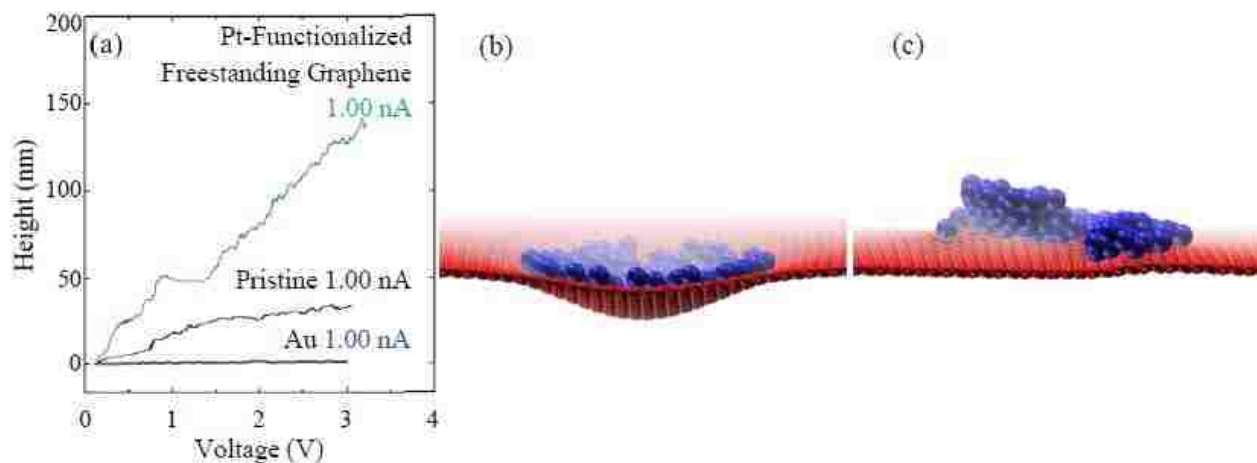 (a)
Pt-Functionalized
Freestanding Graphene
1.00 nA
Pristine 1.00 nA
Au 1.00 nA
200
150
100
50
0
Height (nm)
0 1 2 3 4
Voltage (V)
(b)
(c)